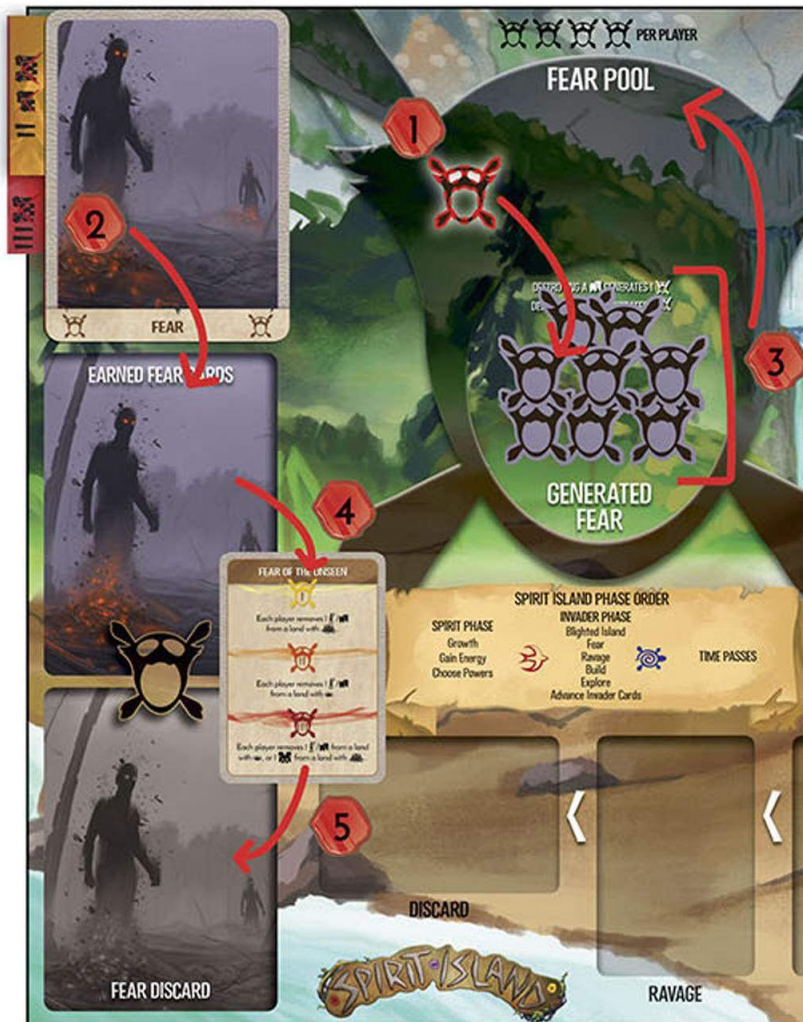 PER PLAYER
FEAR POOL
1
2
FEAR
EARNED FEAR CARDS
3
GENERATED
FEAR
4
FEAR OF THE UNSEEN
I
Each player removes 1 /
from a land with
II
Each player removes 1 /
from a land with
III
Each player removes 1 / from a land
with , or 1 from a land with
SPIRIT ISLAND PHASE ORDER
SPIRIT PHASE
Growth
Gain Energy
Choose Powers
INVADER PHASE
Blighted Island
Fear
Ravage
Build
Explore
Advance Invader Cards
TIME PASSES
5
DISCARD
FEAR DISCARD
SPIRIT ISLAND
RAVAGE
II
III